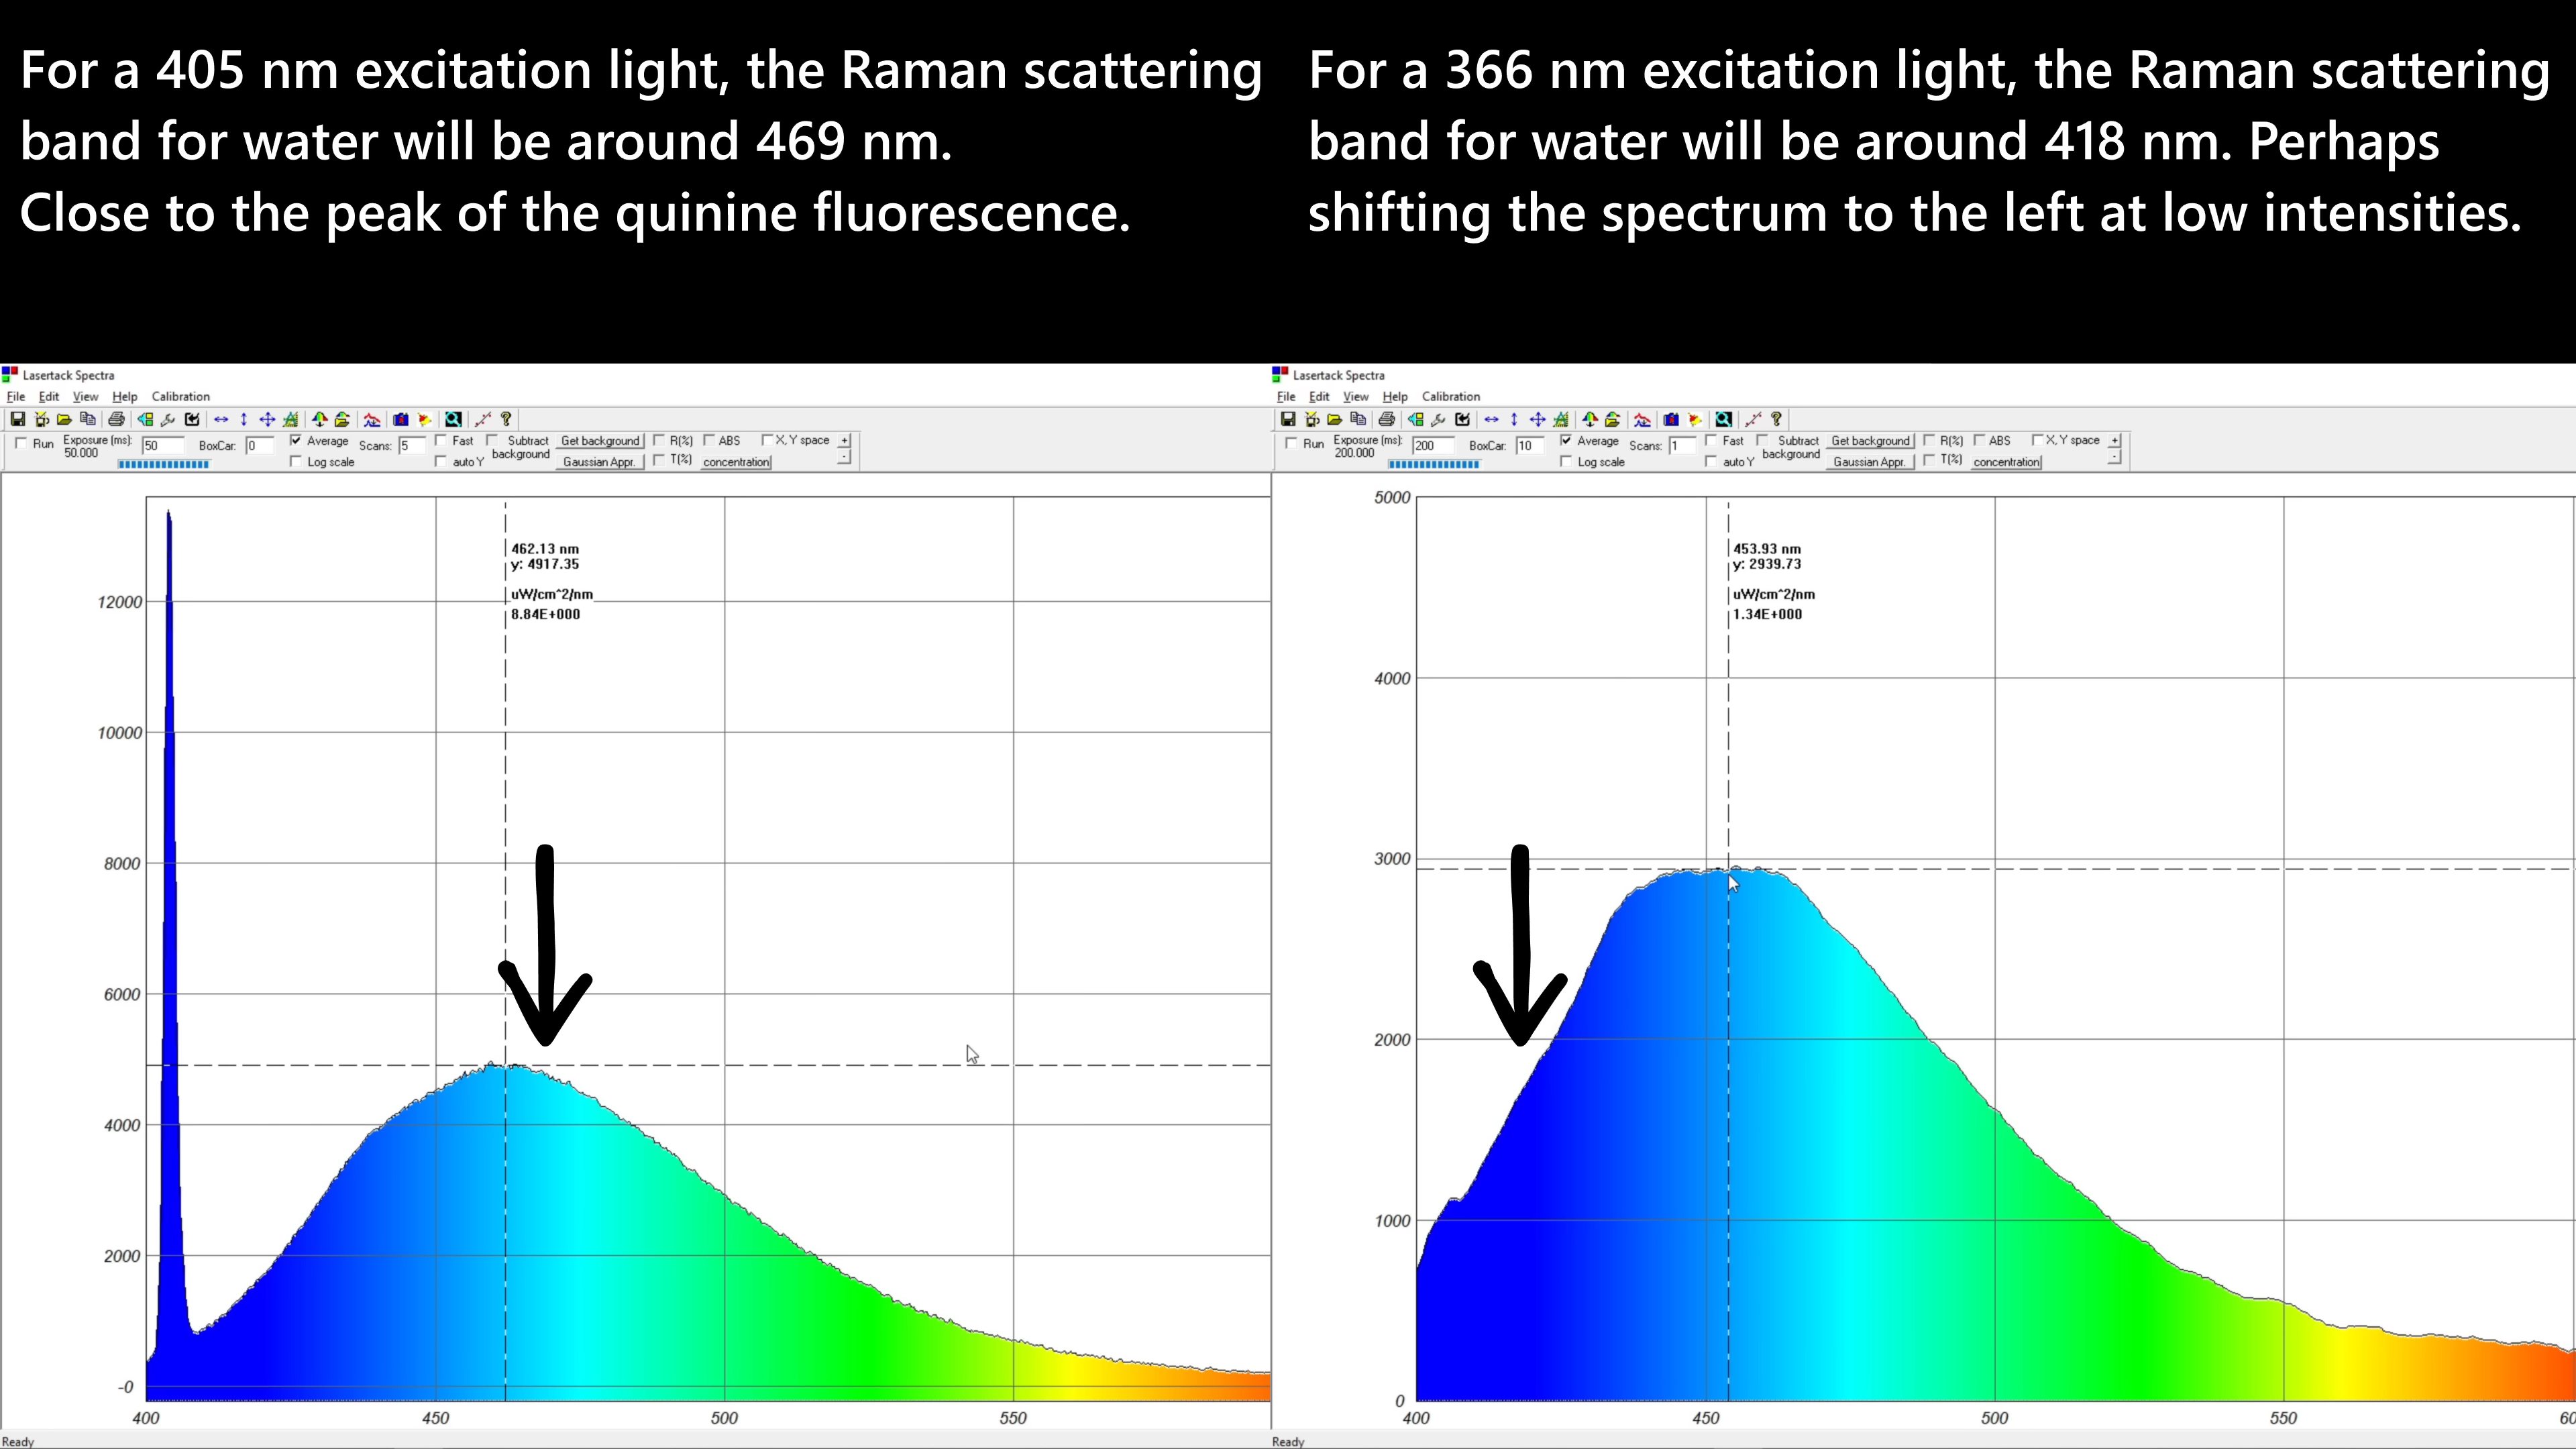 For a 405 nm excitation light, the Raman scattering
band for water will be around 469 nm.
Close to the peak of the quinine fluorescence.
For a 366 nm excitation light, the Raman scattering
band for water will be around 418 nm. Perhaps
shifting the spectrum to the left at low intensities.
Lasertack Spectra
File Edit View Help Calibration
Run Exposure (ms): 50 BoxCar: 0 Average Scans: 5 Fast Subtract Get background R(%) ABS X, Y space +
50.000 Log scale auto Y background Gaussian Appr. T(%) concentration -
462.13 nm
y: 4917.35
uW/cm^2/nm
8.84E+000
12000
10000
8000
6000
4000
2000
-0
400 450 500 550
Ready
Lasertack Spectra
File Edit View Help Calibration
Run Exposure (ms): 200 BoxCar: 10 Average Scans: 1 Fast Subtract Get background R(%) ABS X, Y space +
200.000 Log scale auto Y background Gaussian Appr. T(%) concentration -
5000
453.93 nm
y: 2939.73
uW/cm^2/nm
1.34E+000
4000
3000
2000
1000
0
400 450 500 550 60
Ready